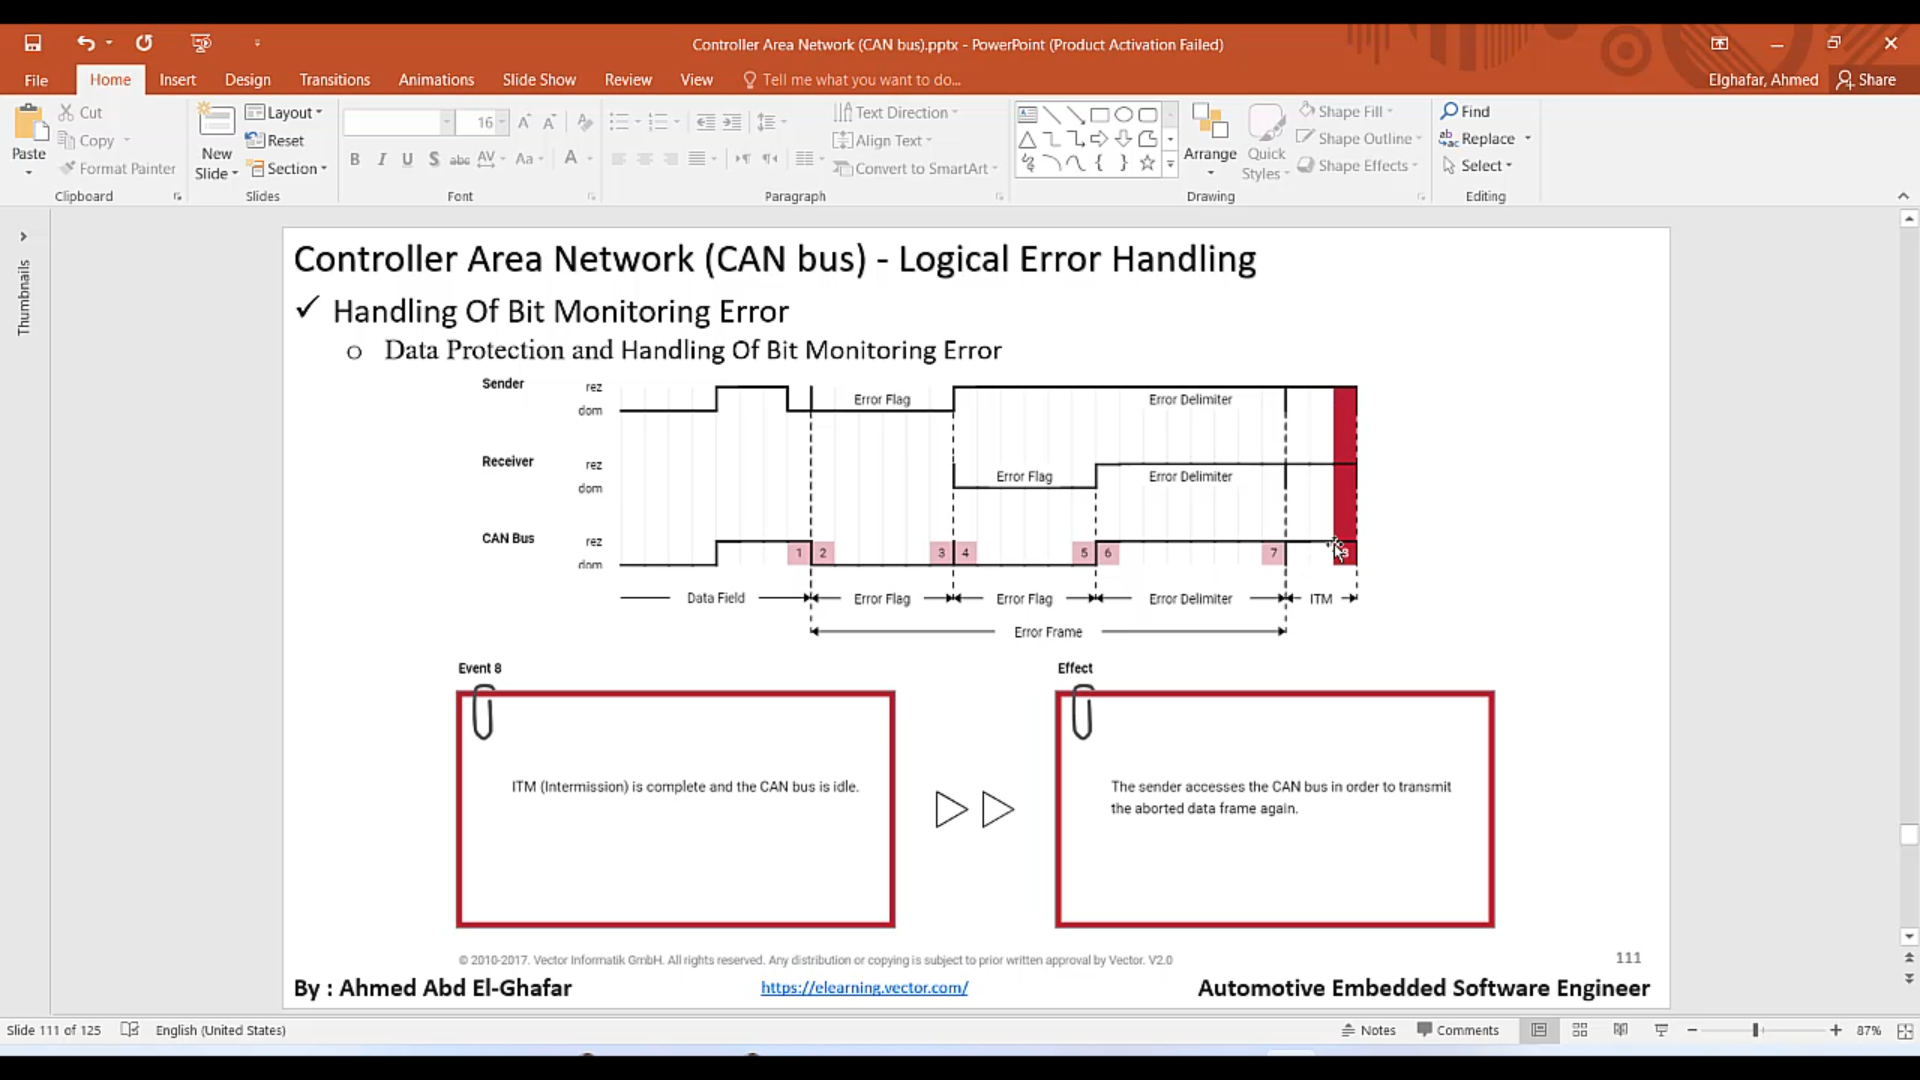 Controller Area Network (CAN bus).pptx - PowerPoint (Product Activation Failed)
File Home Insert Design Transitions Animations Slide Show Review View Tell me what you want to do... Elghafar, Ahmed Share
Paste
Cut
Copy
Format Painter
Clipboard
New Slide
Layout
Reset
Section
Slides
16
B I U S abc AV Aa A
Font
Text Direction
Align Text
Convert to SmartArt
Paragraph
Arrange
Quick Styles
Shape Fill
Shape Outline
Shape Effects
Drawing
Find
Replace
Select
Editing
Thumbnails
Controller Area Network (CAN bus) - Logical Error Handling
✓ Handling Of Bit Monitoring Error
o Data Protection and Handling Of Bit Monitoring Error
Sender rez
dom
Error Flag Error Delimiter
Receiver rez
dom
Error Flag Error Delimiter
CAN Bus rez
dom
1 2 3 4 5 6 7 8
Data Field Error Flag Error Flag Error Delimiter ITM
Error Frame
Event 8
ITM (Intermission) is complete and the CAN bus is idle.
Effect
The sender accesses the CAN bus in order to transmit
the aborted data frame again.
© 2010-2017. Vector Informatik GmbH. All rights reserved. Any distribution or copying is subject to prior written approval by Vector. V2.0
111
By : Ahmed Abd El-Ghafar https://elearning.vector.com/ Automotive Embedded Software Engineer
Slide 111 of 125 English (United States) Notes Comments 87%